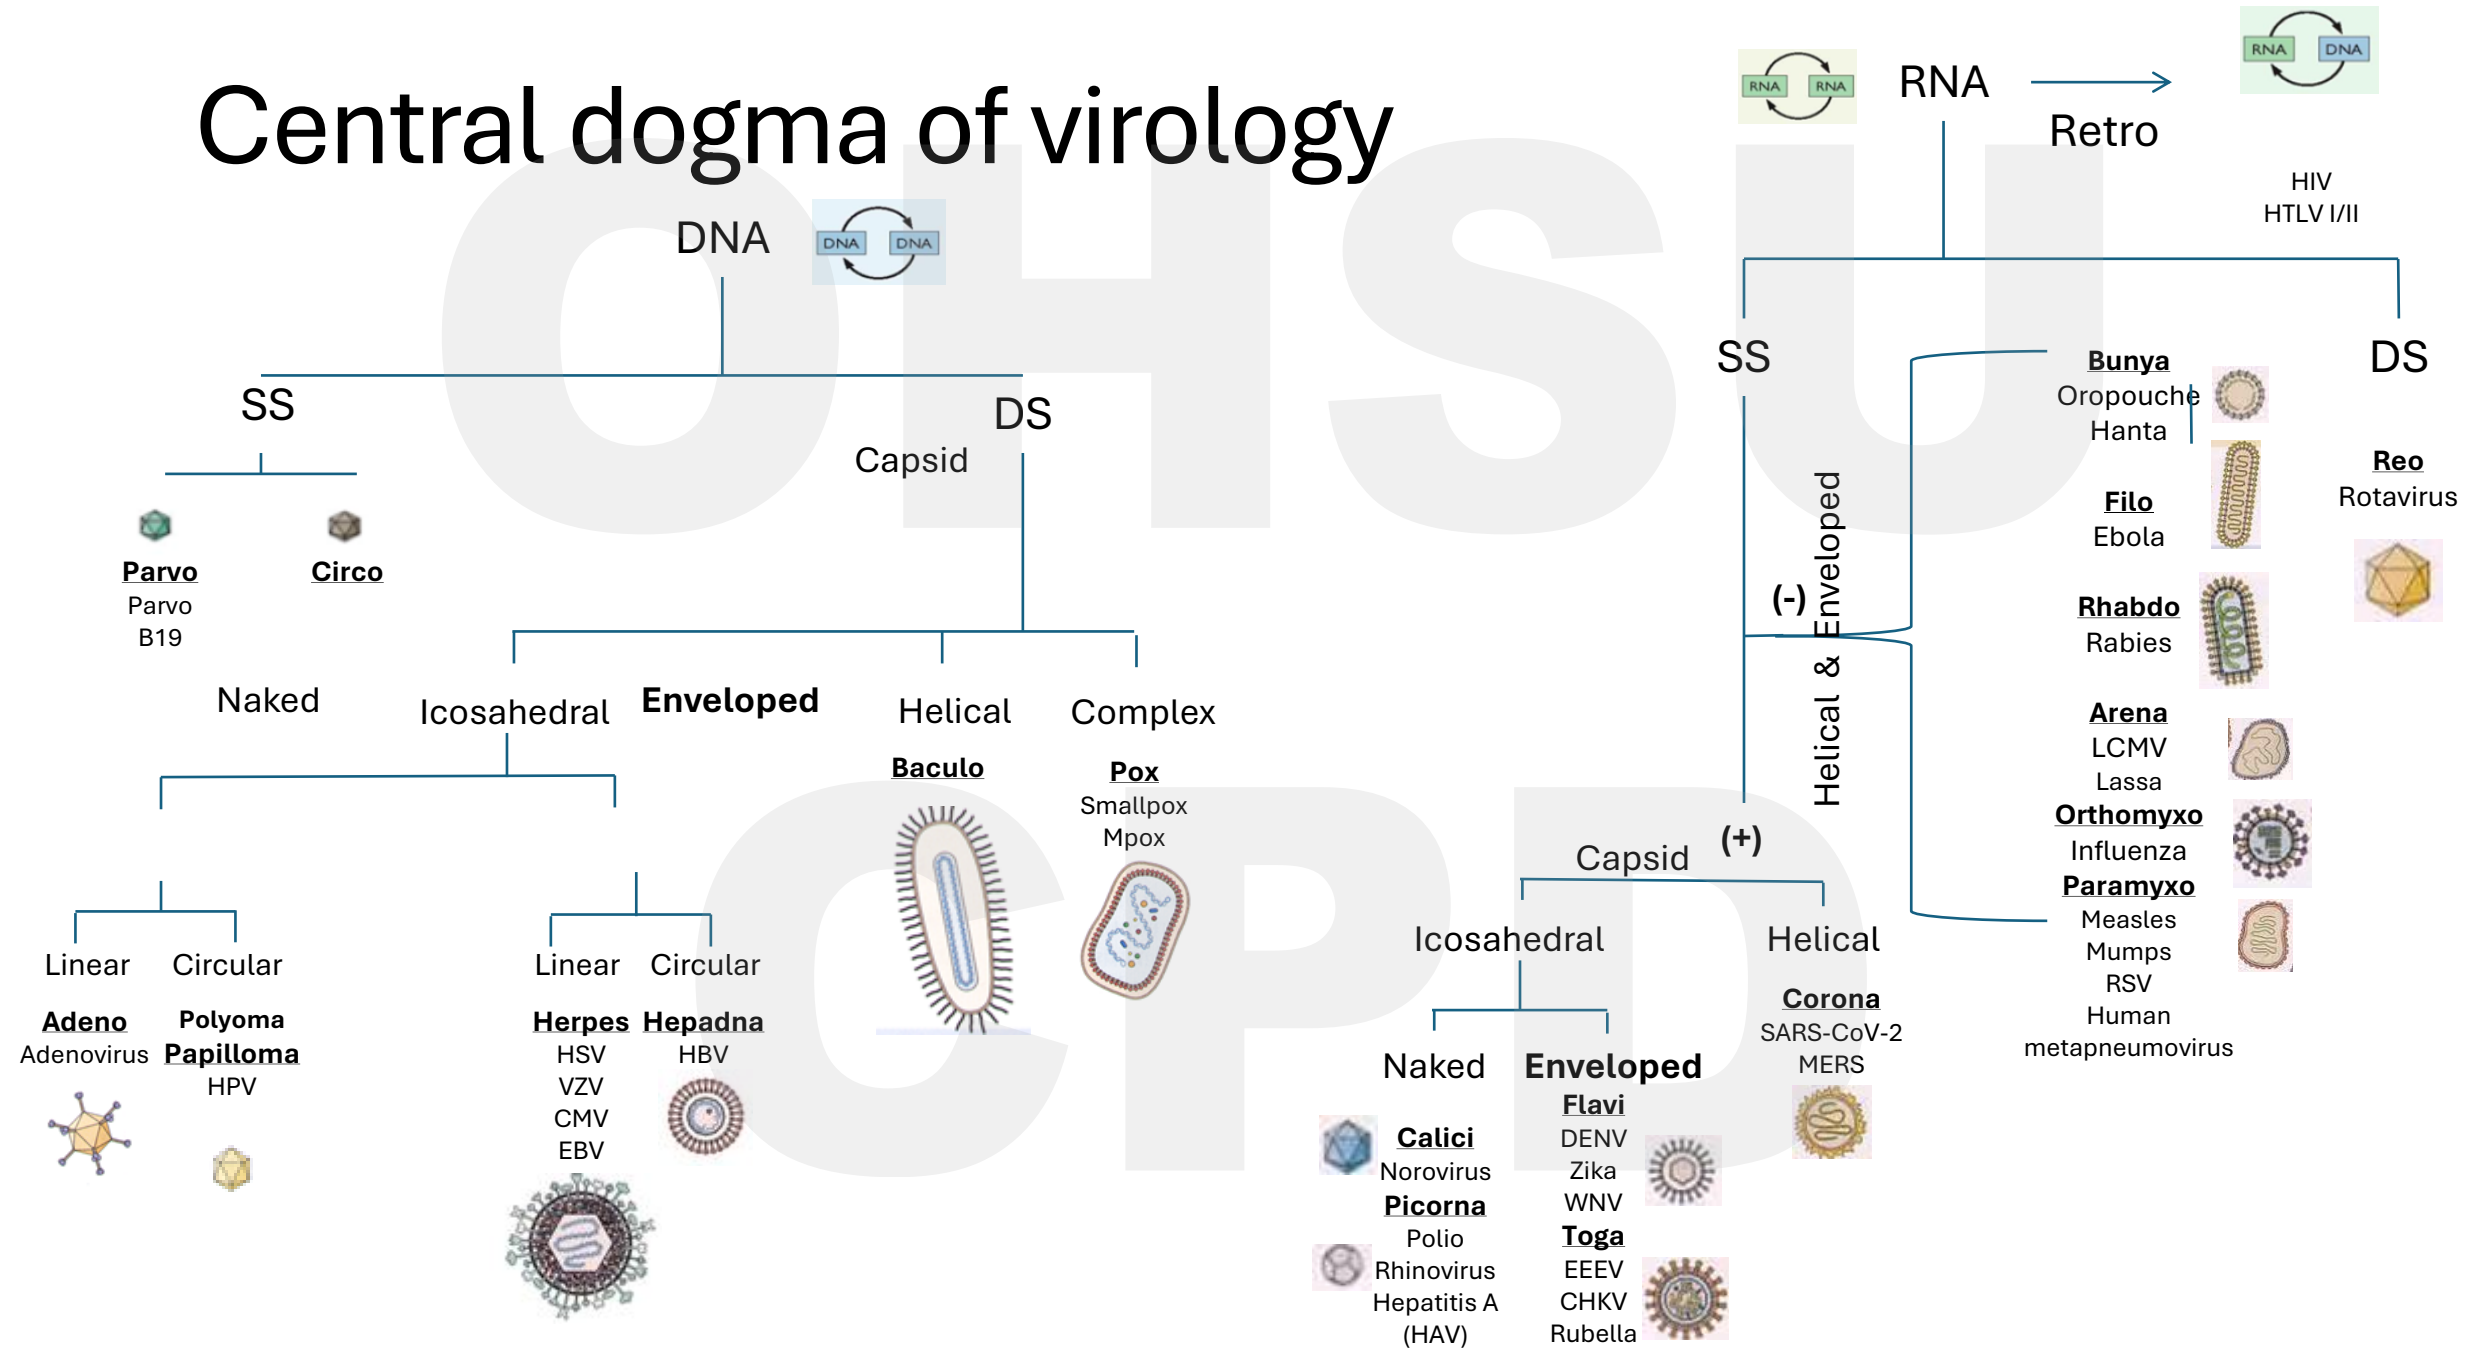 Central dogma of virology
OHSU
CPD
DNA
DNA
DNA
SS
DS
Capsid
Parvo
Parvo
B19
Circo
Naked
Icosahedral
Enveloped
Helical
Complex
Baculo
Pox
Smallpox
Mpox
Linear
Circular
Adeno
Adenovirus
Polyoma
Papilloma
HPV
Linear
Circular
Herpes
HSV
VZV
CMV
EBV
Hepadna
HBV
RNA
RNA
RNA
Retro
RNA
DNA
HIV
HTLV I/II
SS
DS
(-)
Helical & Enveloped
Bunya
Oropouche
Hanta
Filo
Ebola
Rhabdo
Rabies
Arena
LCMV
Lassa
Orthomyxo
Influenza
Paramyxo
Measles
Mumps
RSV
Human
metapneumovirus
Reo
Rotavirus
(+)
Capsid
Icosahedral
Helical
Corona
SARS-CoV-2
MERS
Naked
Enveloped
Calici
Norovirus
Picorna
Polio
Rhinovirus
Hepatitis A
(HAV)
Flavi
DENV
Zika
WNV
Toga
EEEV
CHKV
Rubella